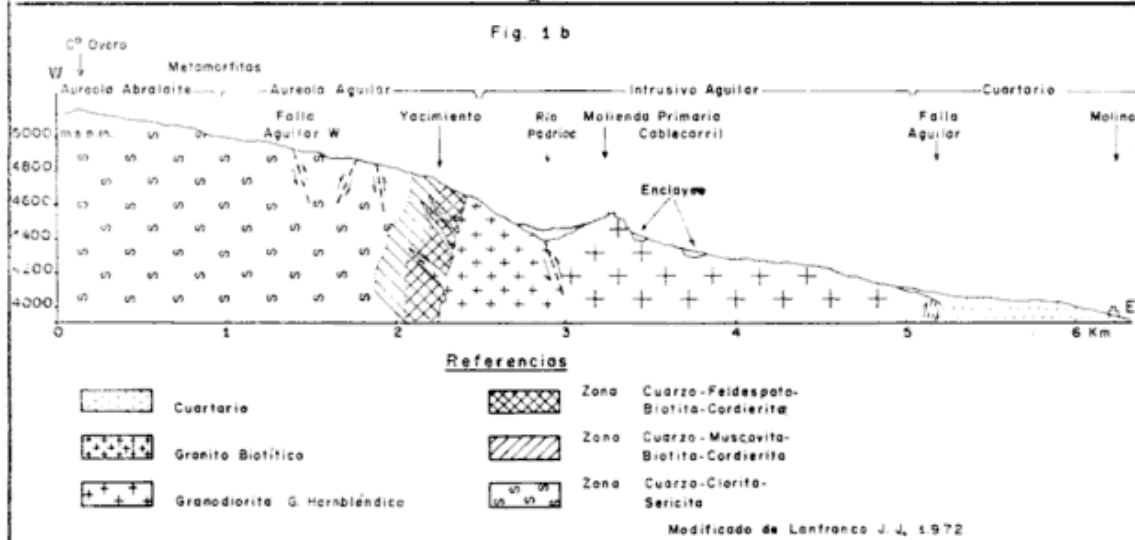 Fig. 1 b
Cº Overo
Metamorfitas
W
Aureola Abralaite
Aureola Aguilar
Intrusivo Aguilar
Cuartario
Falla Aguilar W
Yacimiento
Río
Molienda Primaria
Cablecarril
Falla Aguilar
Molino
5000 m.s.n.m.
4800
4600
4400
4200
4000
Enclaves
E
0 1 2 3 4 5 6 Km
Referencias
Cuartario
Granito Biotítico
Granodiorita G. Hornbléndica
Zona Cuarzo-Feldespato-
Biotita-Cordierita
Zona Cuarzo-Muscovita-
Biotita-Cordierita
Zona Cuarzo-Clorita-
Sericita
Modificado de Lanfranco J. J. 1972